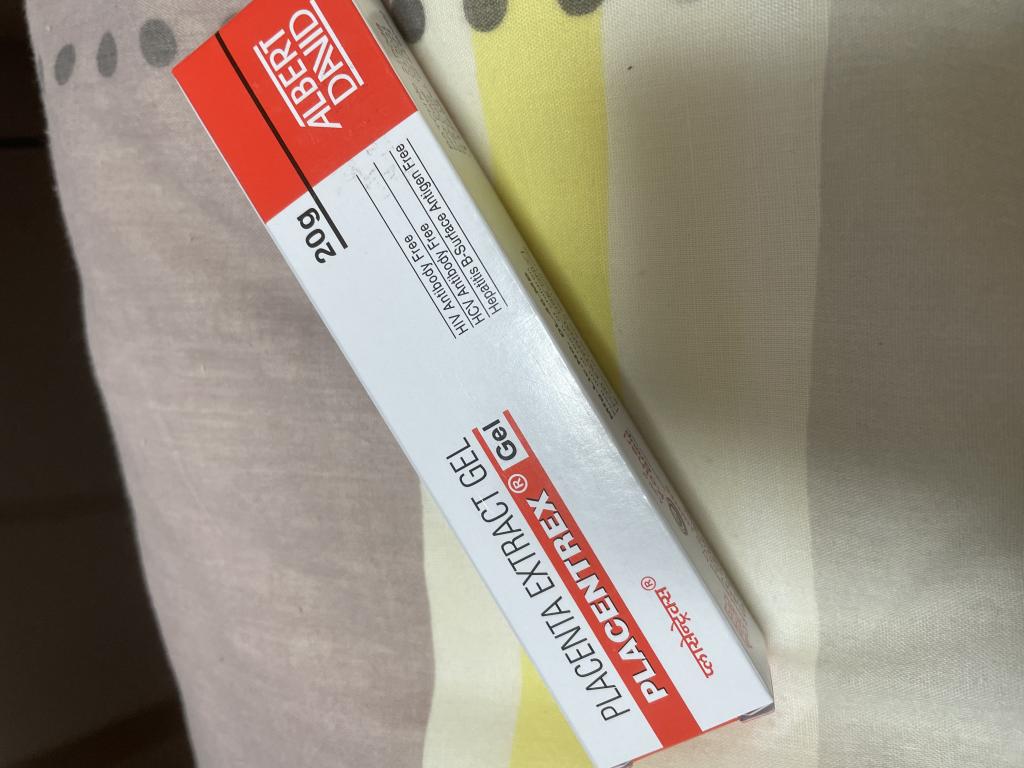 PLACENTA EXTRACT GEL
PLACENTREX® Gel
प्लासेन्ट्रेक्स®
HIV Antibody Free
HCV Antibody Free
Hepatitis B-Surface Antigen Free
20g
ALBERT
DAVID